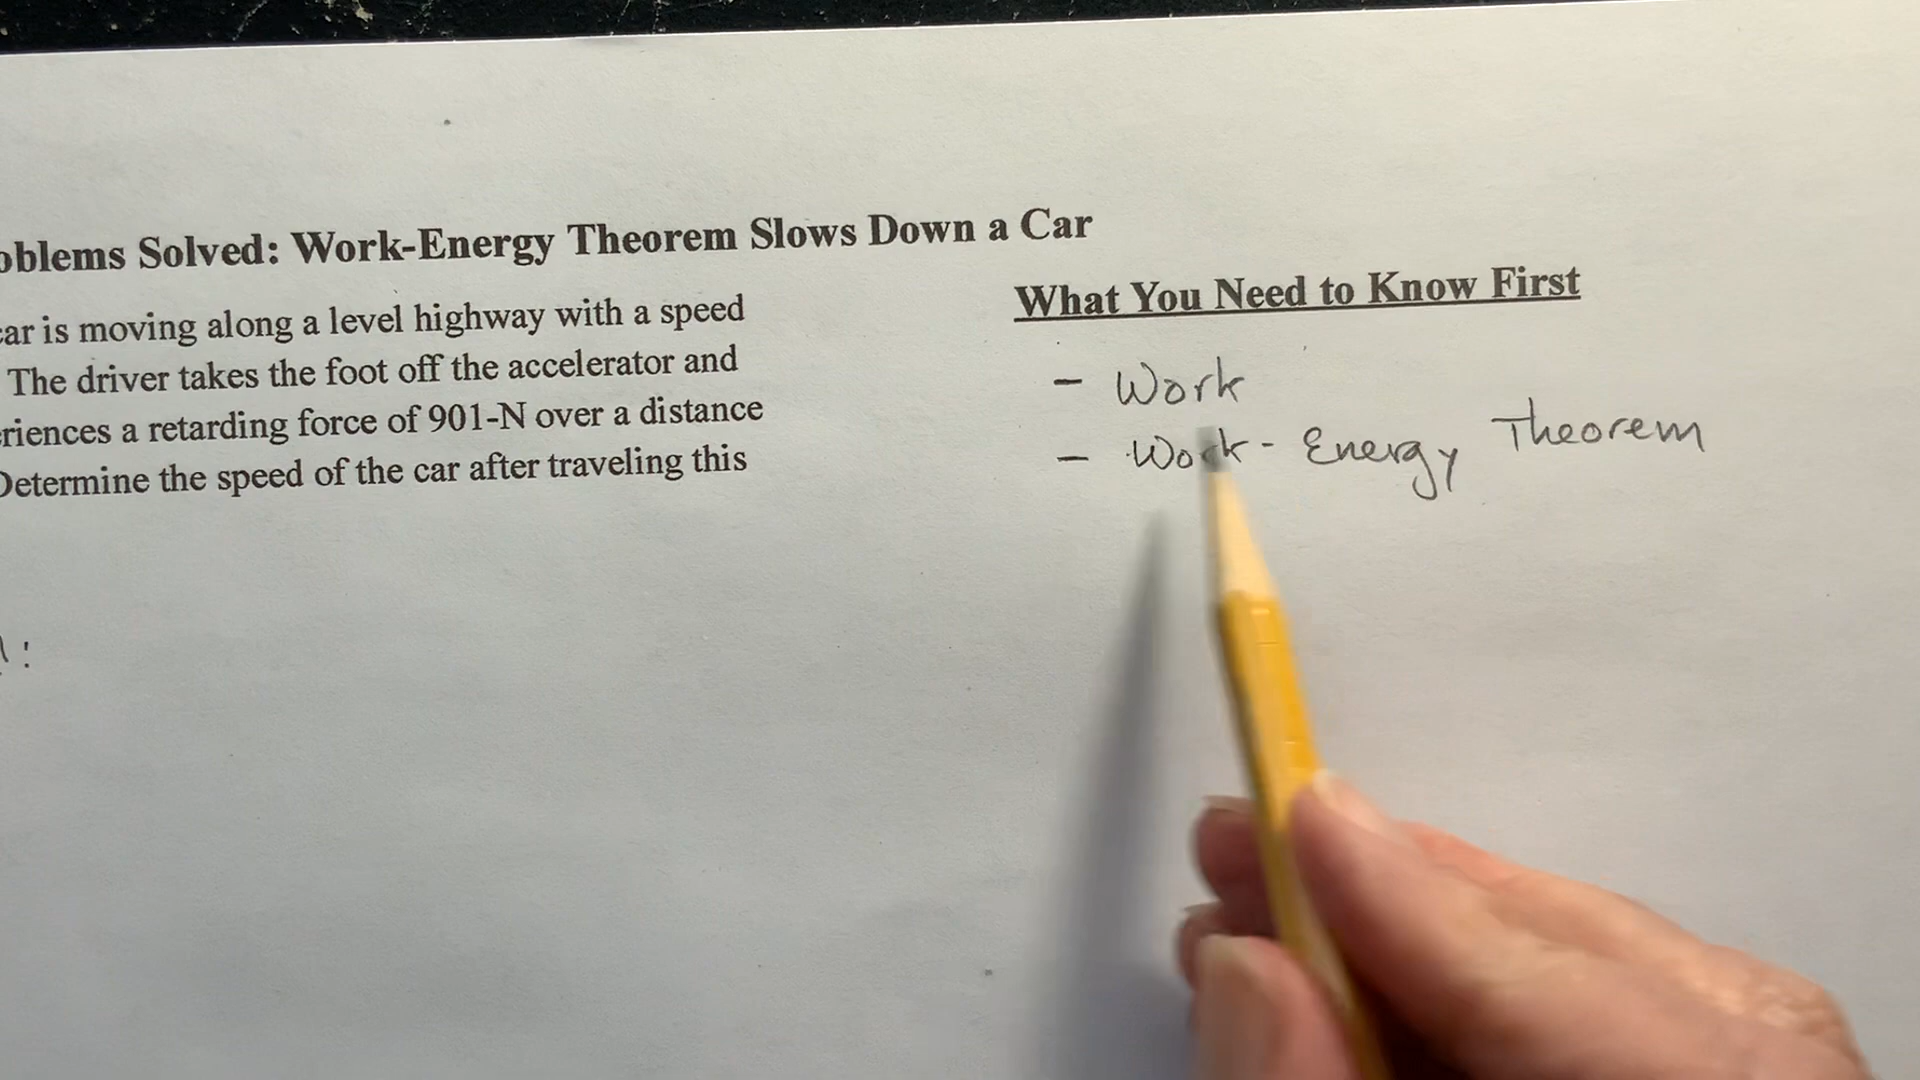 oblems Solved: Work-Energy Theorem Slows Down a Car
car is moving along a level highway with a speed
The driver takes the foot off the accelerator and
riences a retarding force of 901-N over a distance
Determine the speed of the car after traveling this
What You Need to Know First
- Work
- Work - Energy Theorem